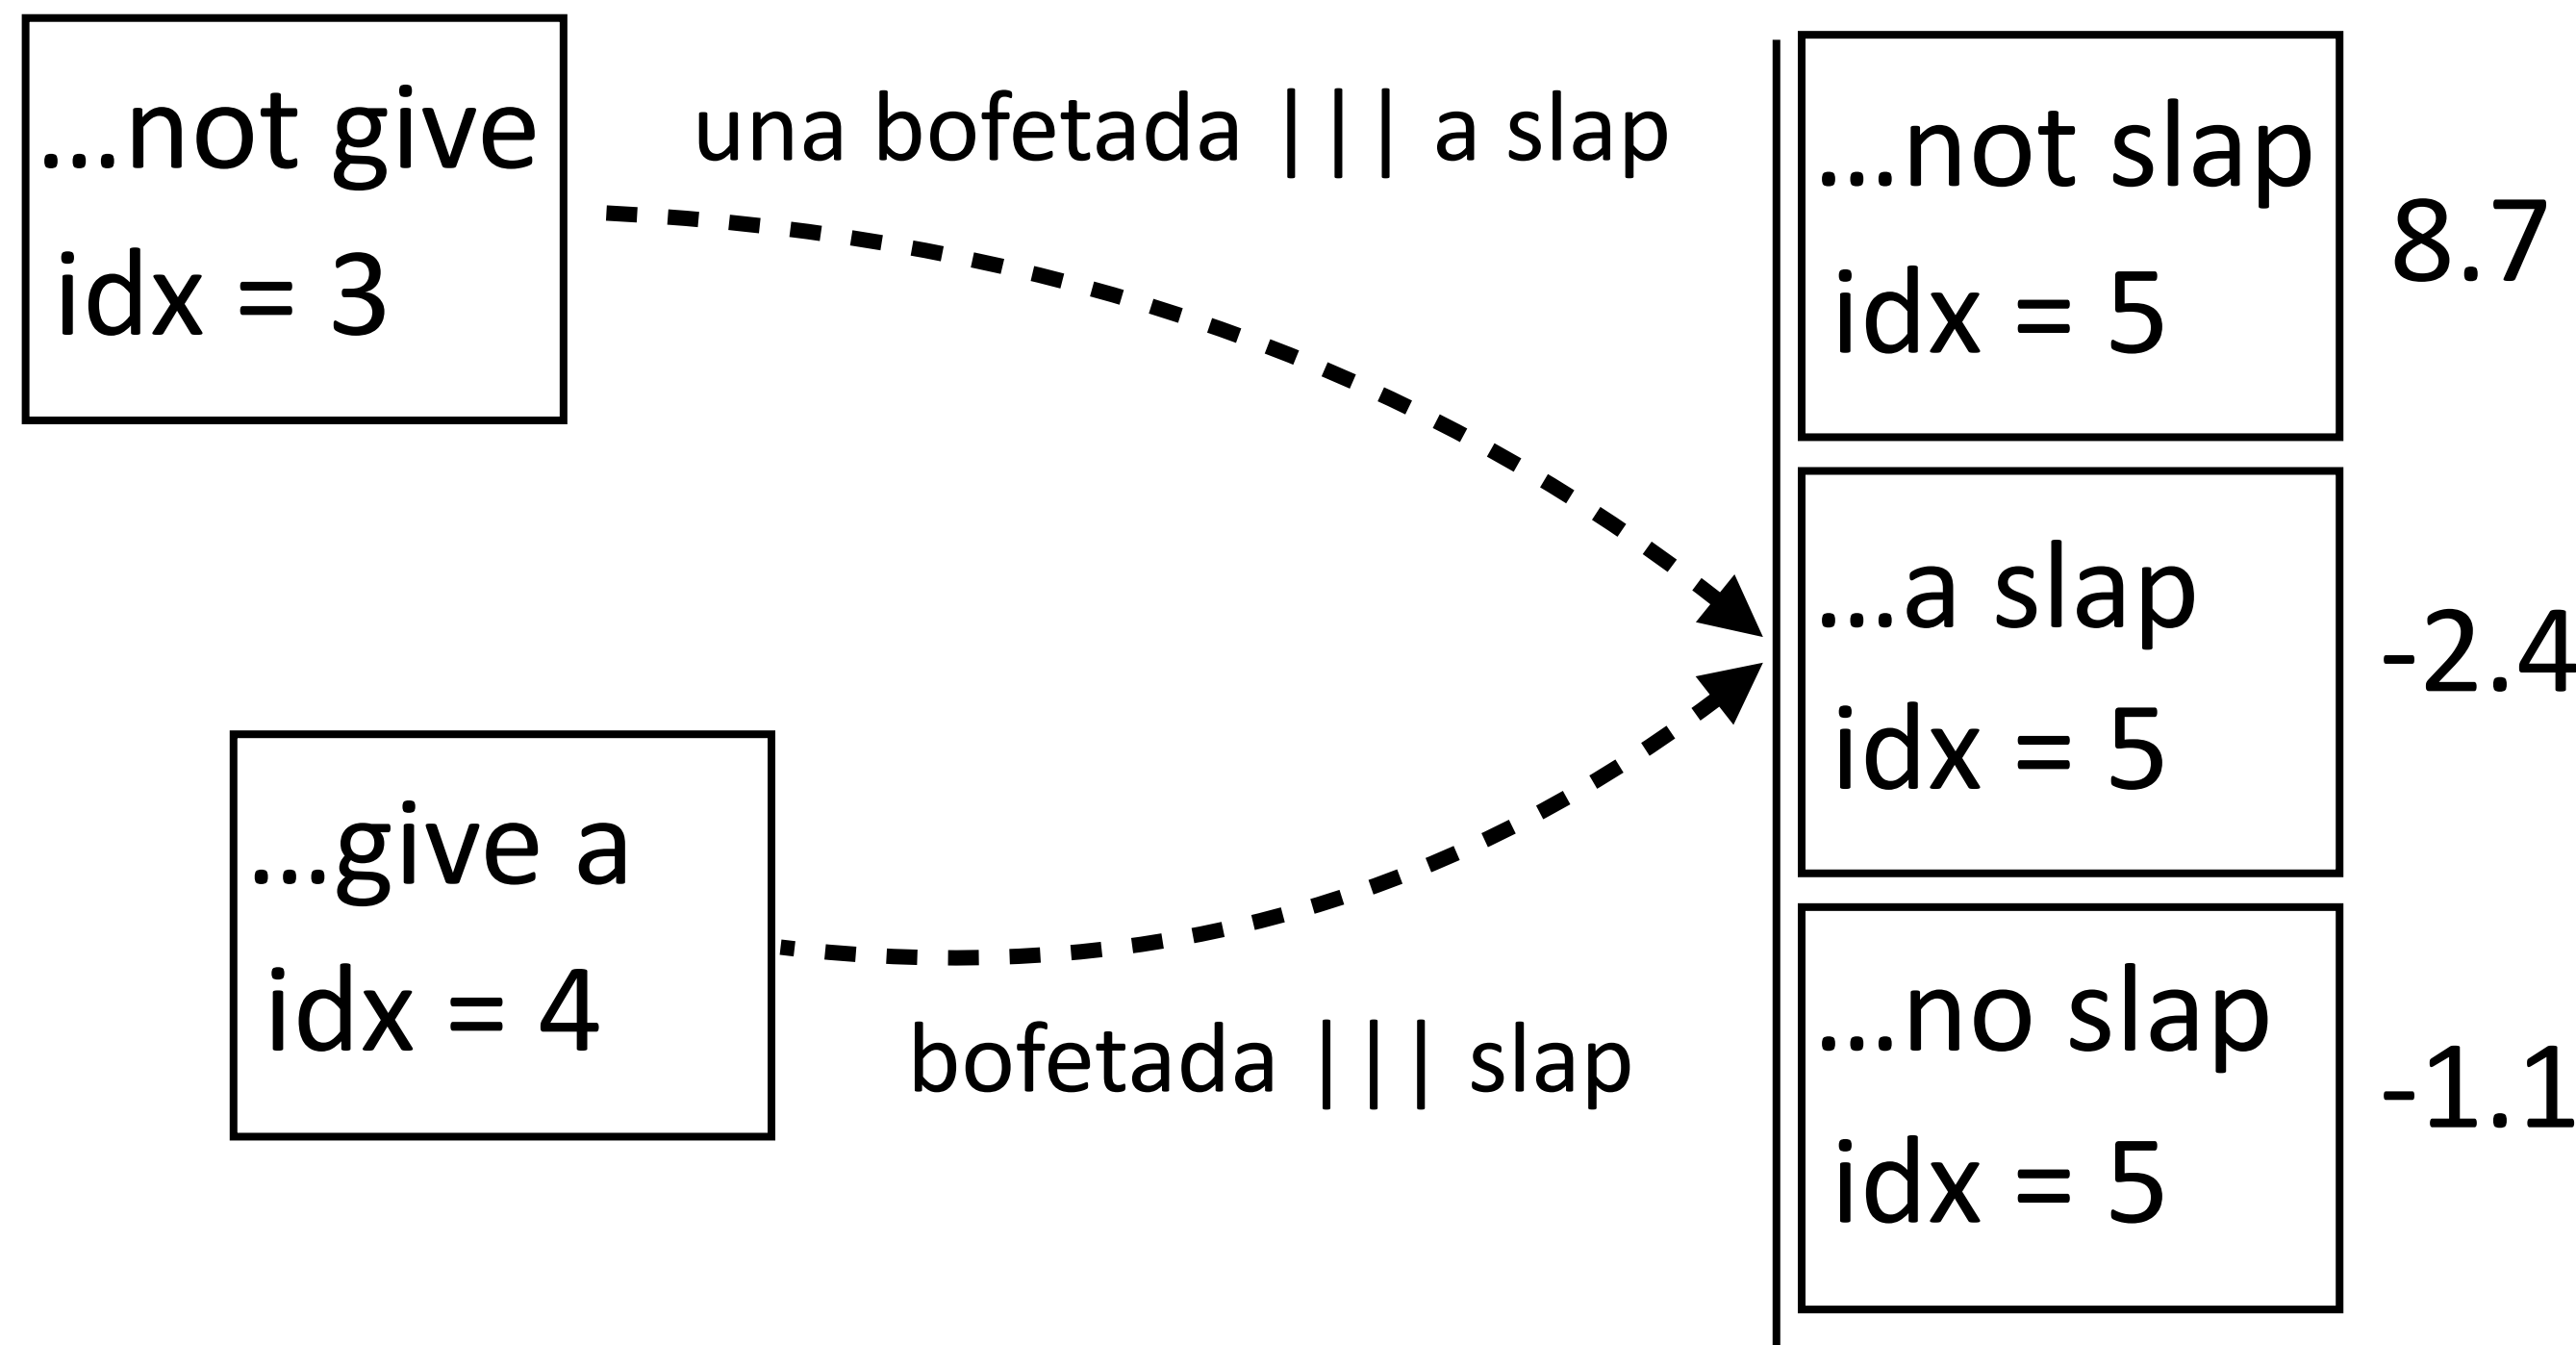 ...not give
idx = 3
una bofetada ||| a slap
...not slap
idx = 5
8.7
...a slap
idx = 5
-2.4
...give a
idx = 4
bofetada ||| slap
...no slap
idx = 5
-1.1